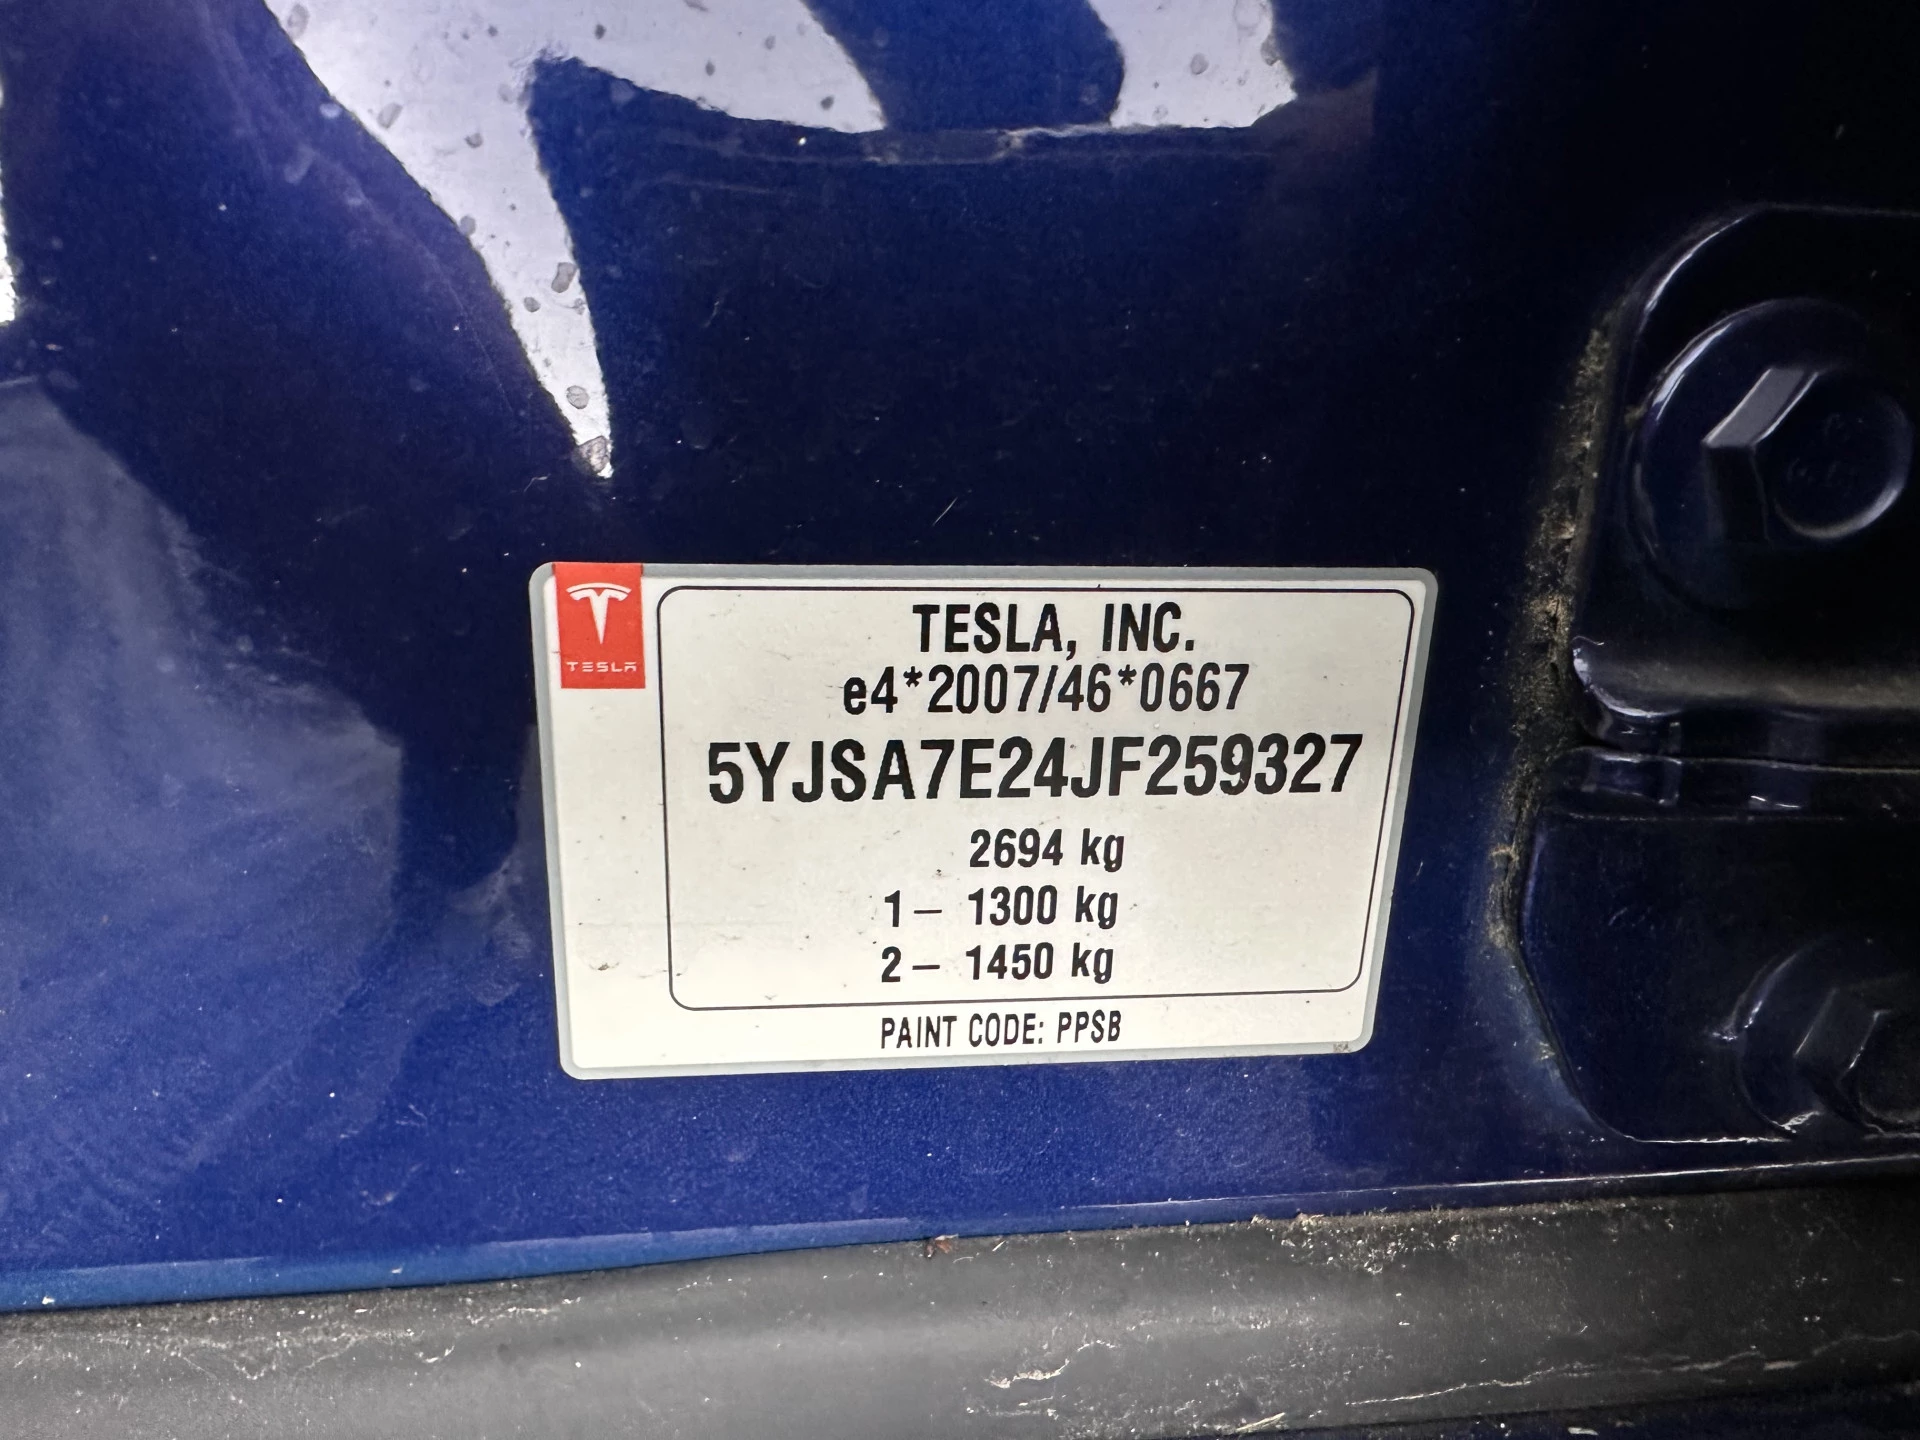 TESLA
TESLA, INC.
e4*2007/46*0667
5YJSA7E24JF259327
2694 kg
1– 1300 kg
2– 1450 kg
PAINT CODE: PPSB